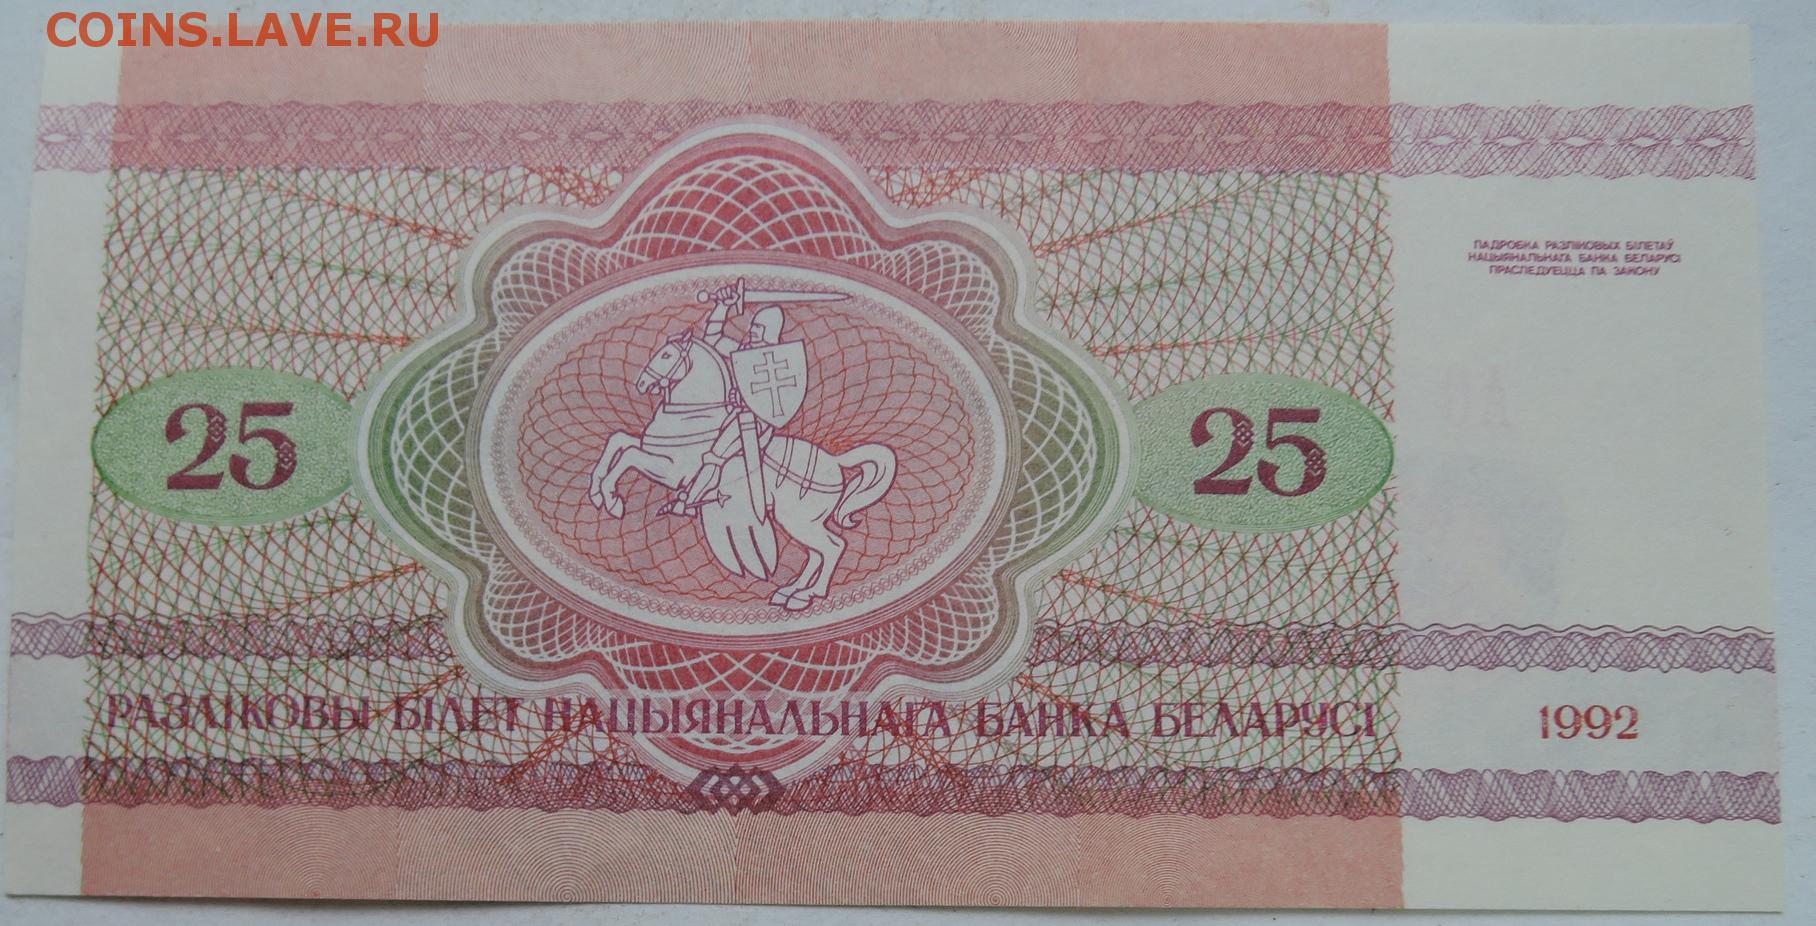 COINS.LAVE.RU
ПАДРОБКА РАЗЛІКОВЫХ БІЛЕТАЎ
НАЦЫЯНАЛЬНАГА БАНКА БЕЛАРУСІ
ПРАСЛЕДУЕЦЦА ПА ЗАКОНУ
25
25
РАЗЛІКОВЫ БІЛЕТ НАЦЫЯНАЛЬНАГА БАНКА БЕЛАРУСІ
1992